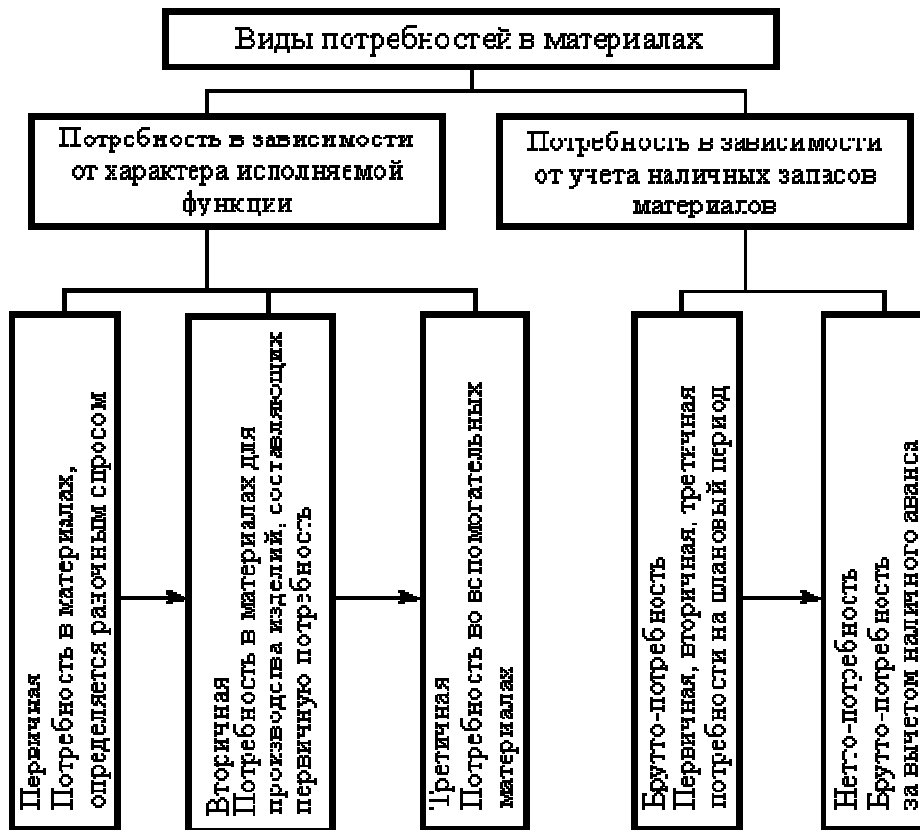 Виды потребностей в материалах
Потребность в зависимости
от характера исполняемой
функции
Потребность в зависимости
от учета наличных запасов
материалов
Первичная
Потребность в материалах,
определяется раночным спросом
Вторичная
Потребность в материалах для
производства изделий, составляющих
первичную потребность
Третичная
Потребность во вспомогательных
материалах
Брутто-потребность
Первичная, вторичная, третичная
потребности на плановый период
Нетто-потребность
Брутто-потребность
за вычетом наличного аванса